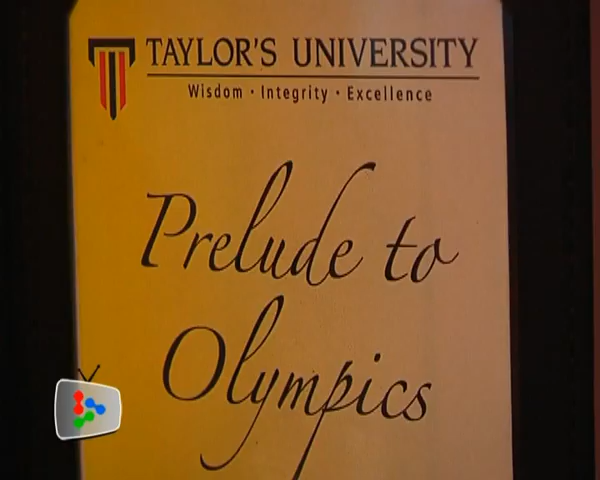 TAYLOR'S UNIVERSITY
Wisdom · Integrity · Excellence
Prelude to
Olympics